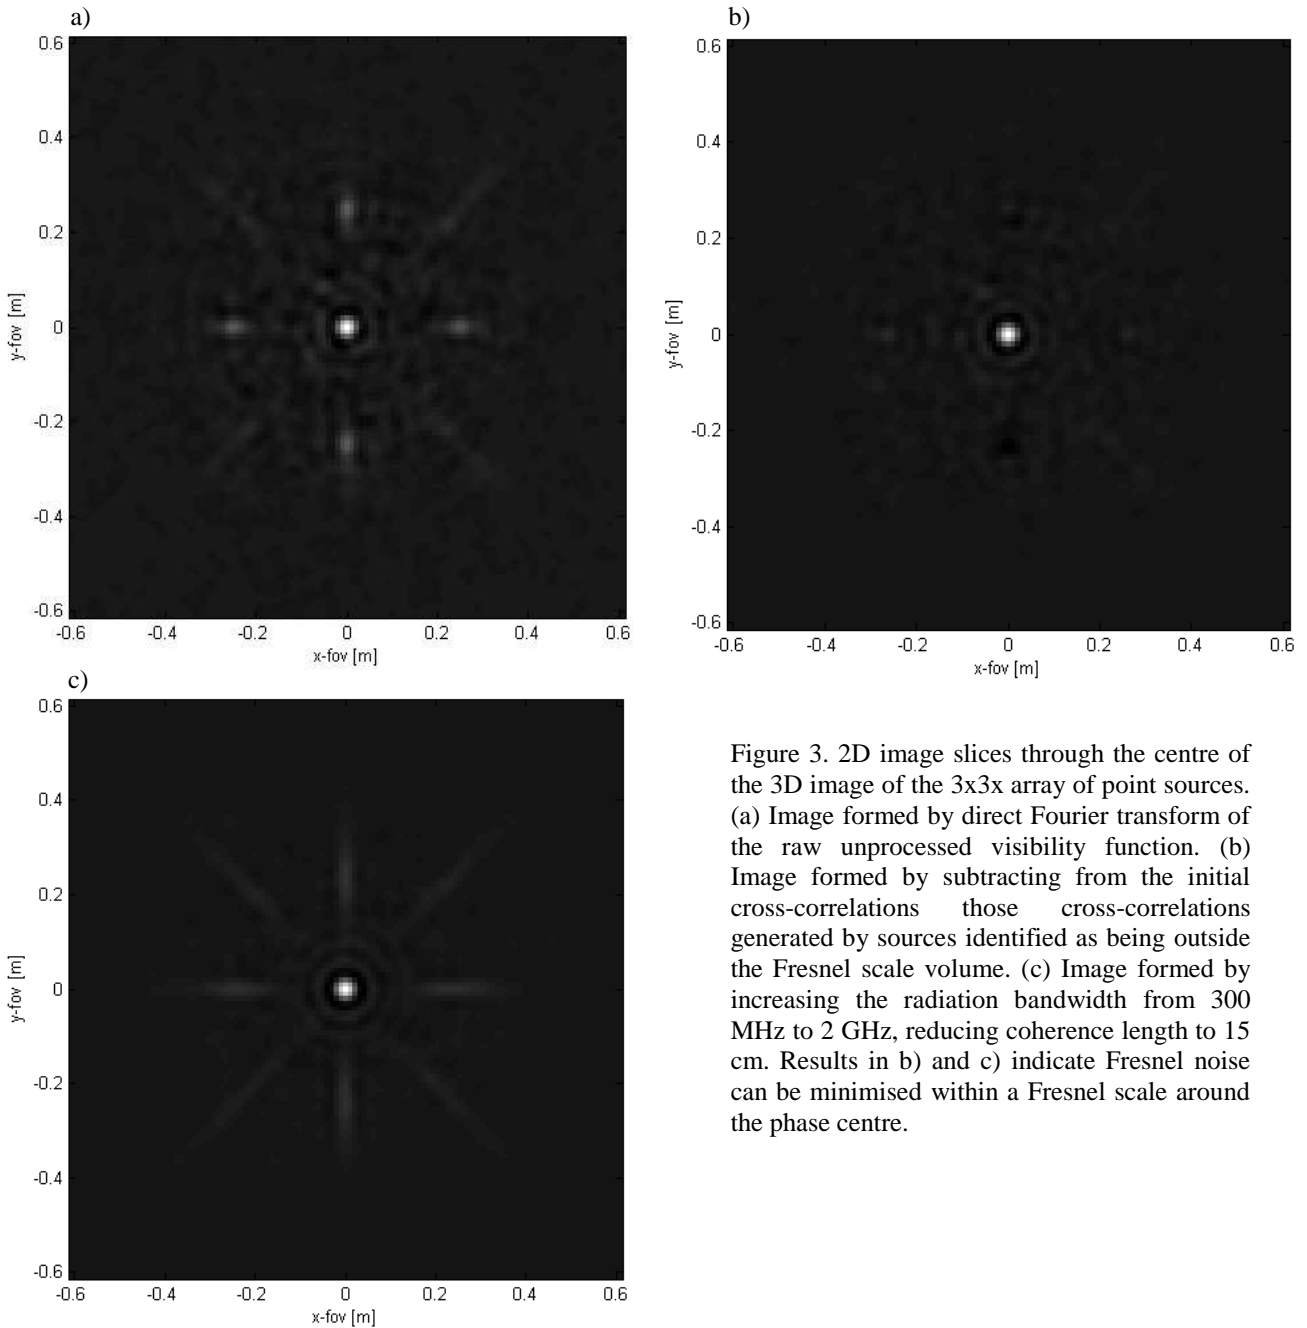 a)
0.6
0.4
0.2
0
-0.2
-0.4
-0.6
y-fov [m]
-0.6 -0.4 -0.2 0 0.2 0.4 0.6
x-fov [m]
b)
0.6
0.4
0.2
0
-0.2
-0.4
-0.6
y-fov [m]
-0.6 -0.4 -0.2 0 0.2 0.4 0.6
x-fov [m]
c)
0.6
0.4
0.2
0
-0.2
-0.4
-0.6
y-fov [m]
-0.6 -0.4 -0.2 0 0.2 0.4 0.6
x-fov [m]
Figure 3. 2D image slices through the centre of
the 3D image of the 3x3x array of point sources.
(a) Image formed by direct Fourier transform of
the raw unprocessed visibility function. (b)
Image formed by subtracting from the initial
cross-correlations those cross-correlations
generated by sources identified as being outside
the Fresnel scale volume. (c) Image formed by
increasing the radiation bandwidth from 300
MHz to 2 GHz, reducing coherence length to 15
cm. Results in b) and c) indicate Fresnel noise
can be minimised within a Fresnel scale around
the phase centre.